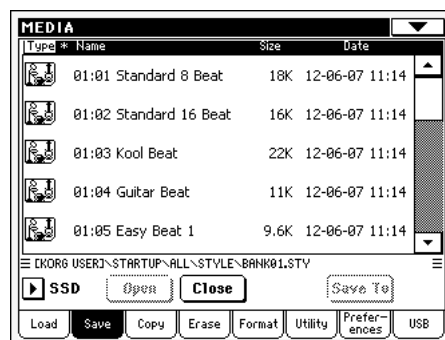 MEDIA
Type * Name Size Date
01:01 Standard 8 Beat 18K 12-06-07 11:14
01:02 Standard 16 Beat 16K 12-06-07 11:14
01:03 Kool Beat 22K 12-06-07 11:14
01:04 Guitar Beat 11K 12-06-07 11:14
01:05 Easy Beat 1 9.6K 12-06-07 11:14
[KORG USER]\STARTUP\ALL\STYLE\BANK01.STY
SSD Open Close Save To
Load Save Copy Erase Format Utility Prefer-
ences USB